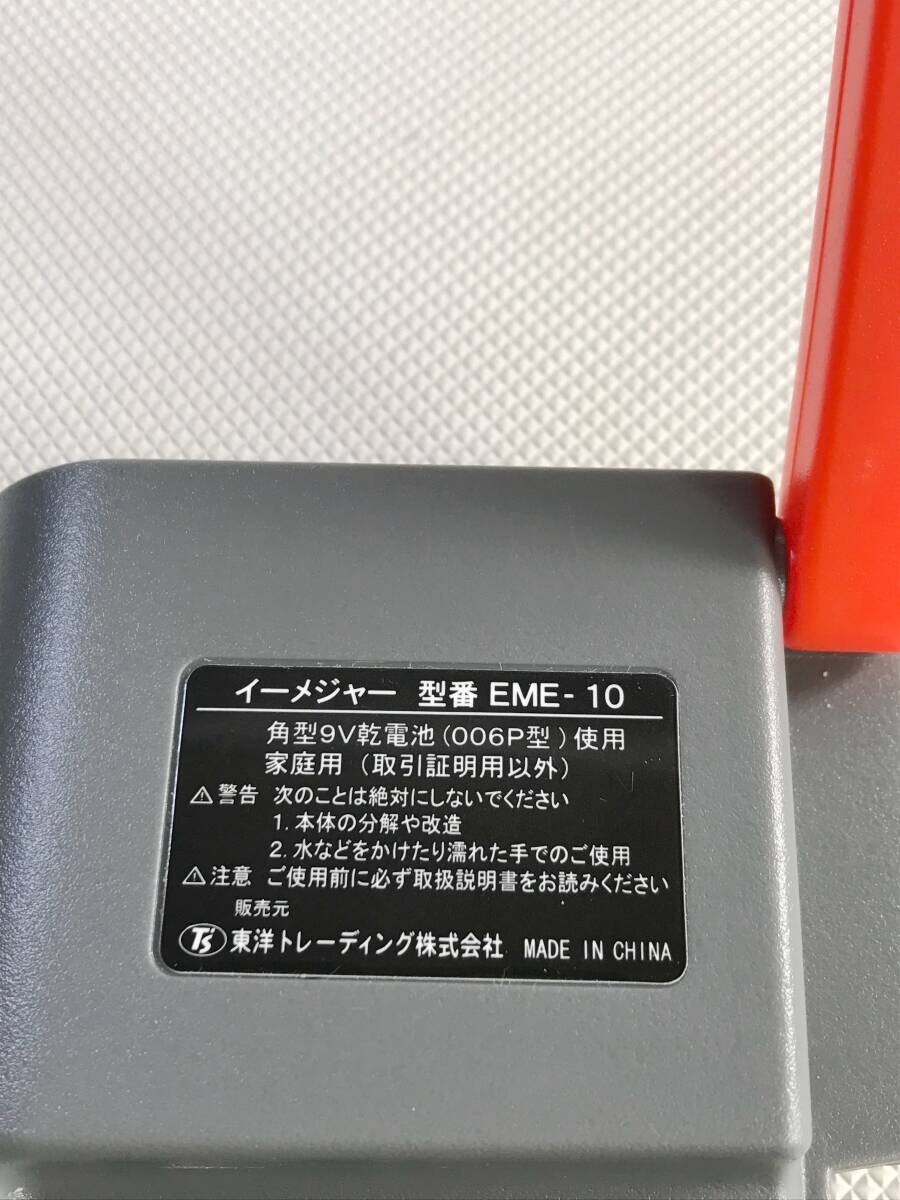 イーメジャー 型番 EME-10
角型9V乾電池(006P型)使用
家庭用(取引証明用以外)
⚠警告 次のことは絶対にしないでください
1.本体の分解や改造
2.水などをかけたり濡れた手でのご使用
⚠注意 ご使用前に必ず取扱説明書をお読みください
販売元
T's 東洋トレーディング株式会社 MADE IN CHINA